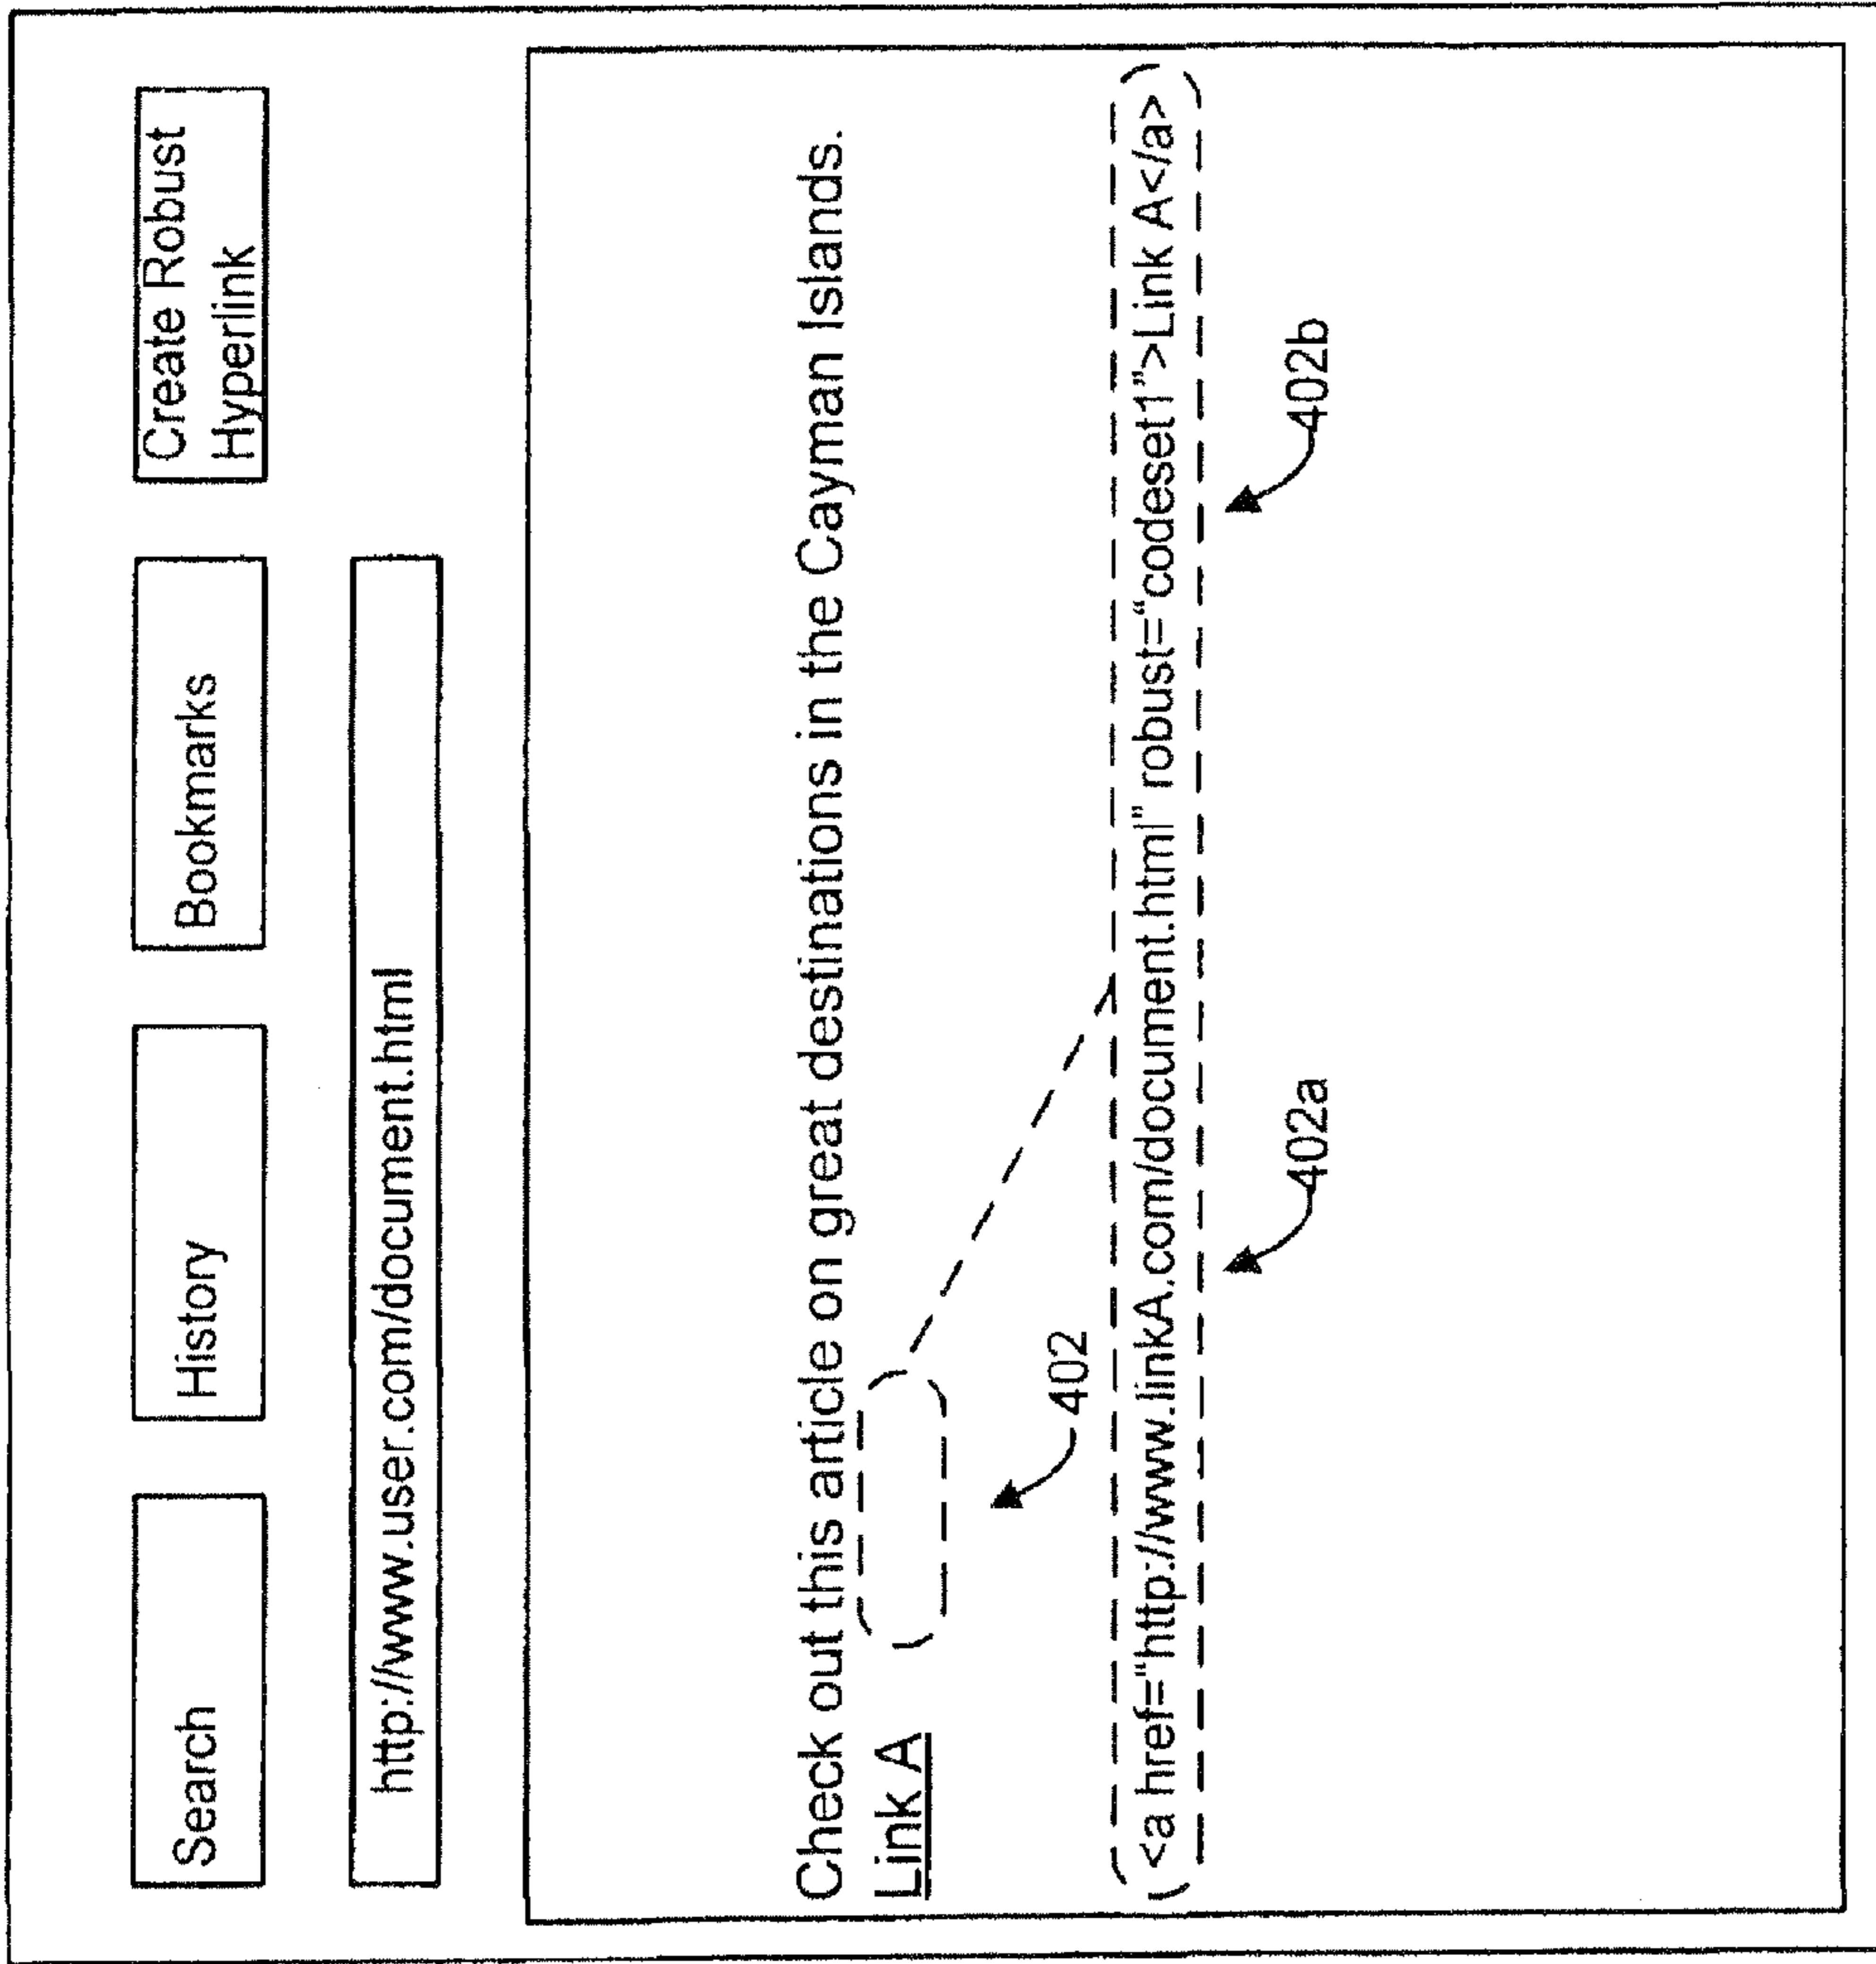 Search
History
Bookmarks
Create Robust
Hyperlink
http://www.user.com/document.html
Check out this article on great destinations in the Cayman Islands.
Link A
402
<a href=“http://www.linkA.com/document.html” robust=“codeset1”>Link A</a>
402a
402b